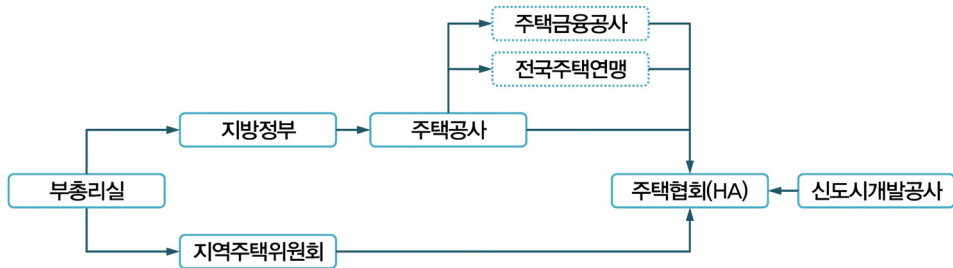 주택금융공사
전국주택연맹
지방정부
주택공사
부총리실
주택협회(HA)
신도시개발공사
지역주택위원회